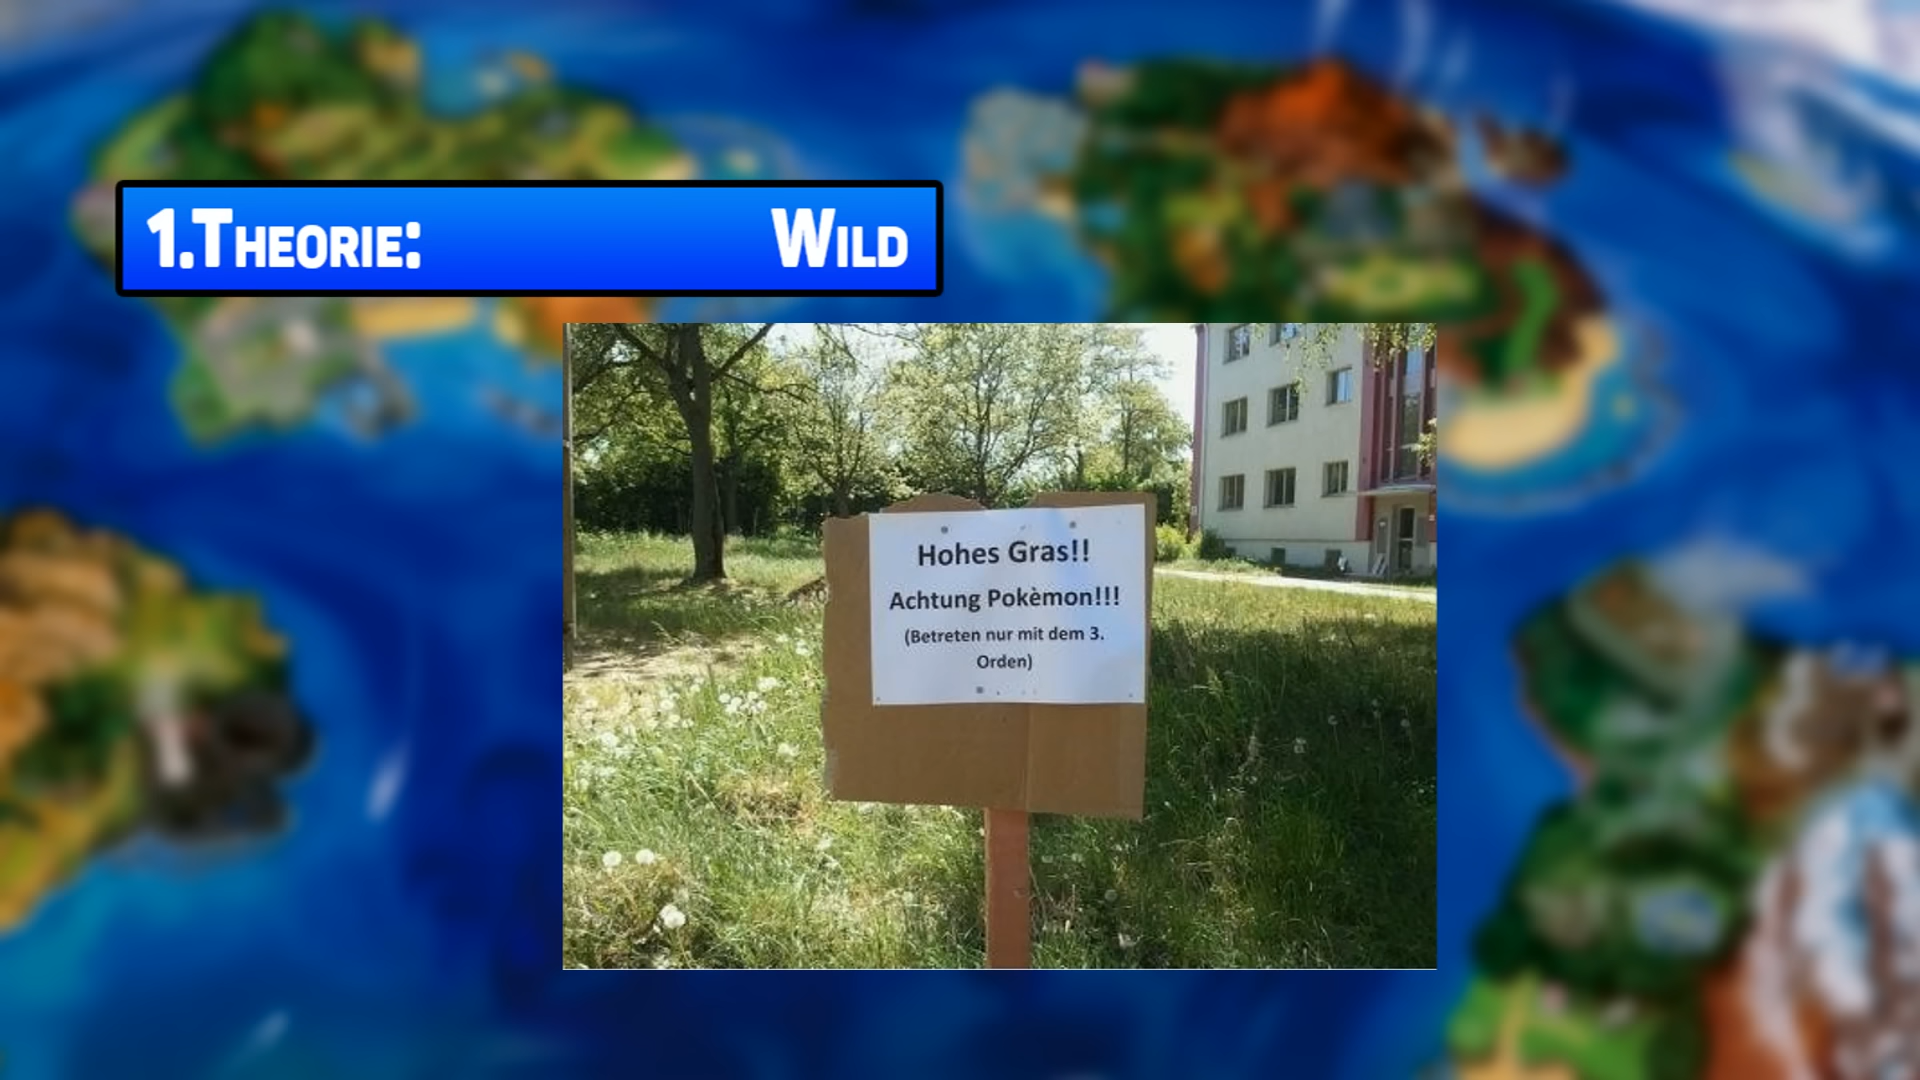 1.Theorie: Wild
Hohes Gras!!
Achtung Pokèmon!!!
(Betreten nur mit dem 3.
Orden)